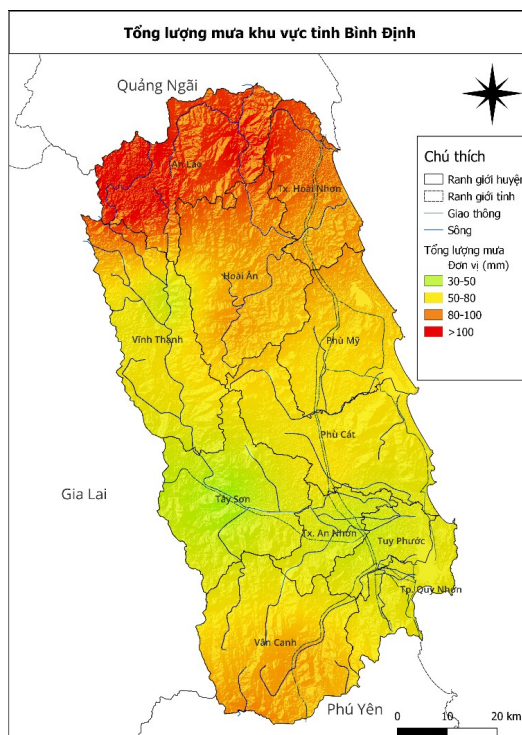 Tổng lượng mưa khu vực tỉnh Bình Định
Quảng Ngãi
An Lão
Tx. Hoài Nhơn
Chú thích
Ranh giới huyện
Ranh giới tỉnh
Giao thông
Sông
Tổng lượng mưa
Đơn vị (mm)
30-50
50-80
80-100
>100
Hoài Ân
Vĩnh Thạnh
Phù Mỹ
Phù Cát
Gia Lai
Tây Sơn
Tx. An Nhơn
Tuy Phước
Tp. Quy Nhơn
Vân Canh
Phú Yên
0 10 20 km